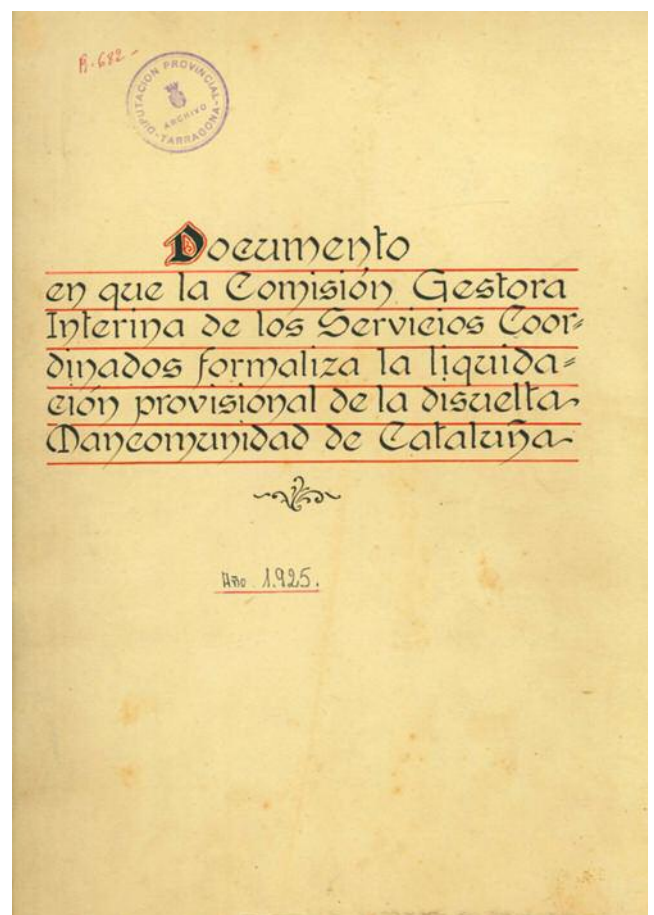 B-682-
DIPUTACION PROVINCIAL-TARRAGONA-
ARCHIVO
Documento
en que la Comisión Gestora
Interina de los Servicios Coor=
dinados formaliza la liquida=
ción provisional de la disuelta
Mancomunidad de Cataluña
Año 1.925.